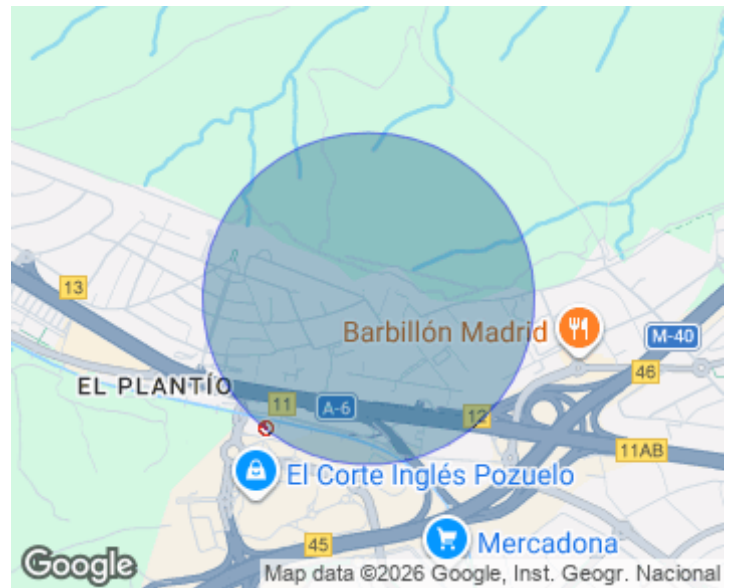 13
Barbillón Madrid
M-40
EL PLANTÍO
46
11
A-6
12
11AB
El Corte Inglés Pozuelo
45
Mercadona
Google
Map data ©2026 Google, Inst. Geogr. Nacional